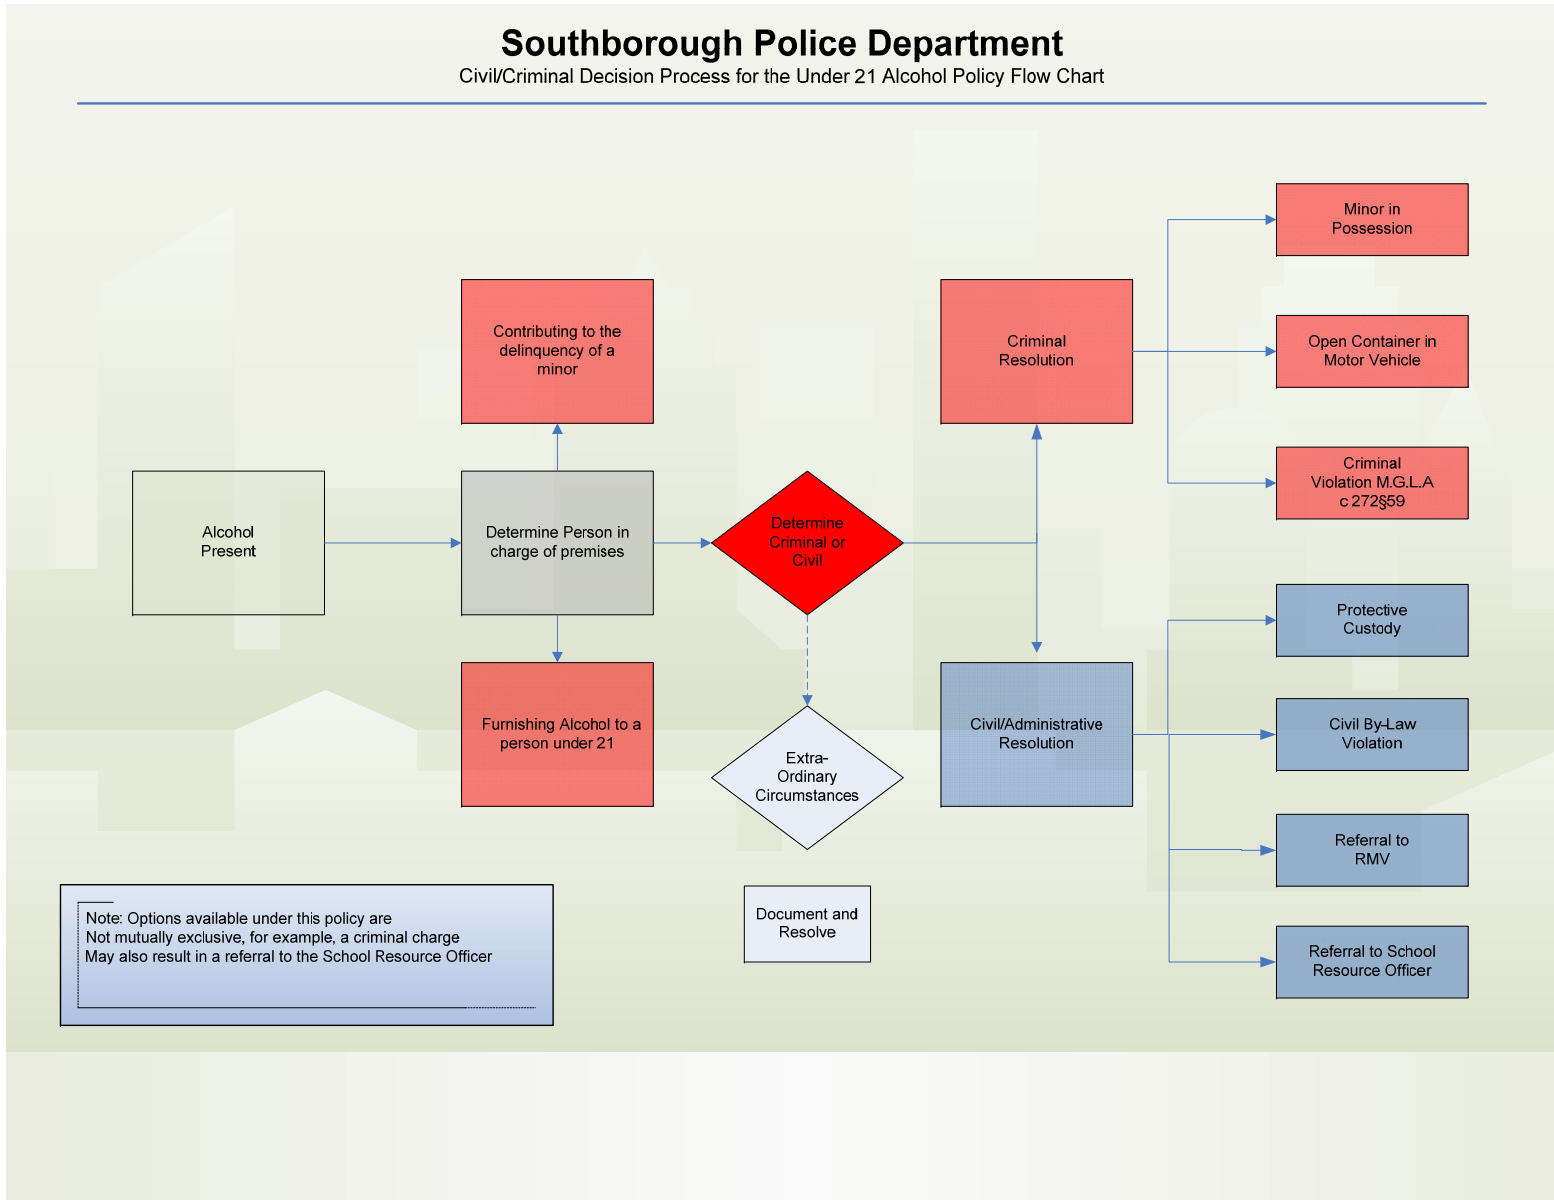 Southborough Police Department
Civil/Criminal Decision Process for the Under 21 Alcohol Policy Flow Chart
Alcohol
Present
Contributing to the
delinquency of a
minor
Determine Person in
charge of premises
Furnishing Alcohol to a
person under 21
Determine
Criminal or
Civil
Extra-
Ordinary
Circumstances
Document and
Resolve
Criminal
Resolution
Civil/Administrative
Resolution
Minor in
Possession
Open Container in
Motor Vehicle
Criminal
Violation M.G.L.A
c 272§59
Protective
Custody
Civil By-Law
Violation
Referral to
RMV
Referral to School
Resource Officer
Note: Options available under this policy are
Not mutually exclusive, for example, a criminal charge
May also result in a referral to the School Resource Officer